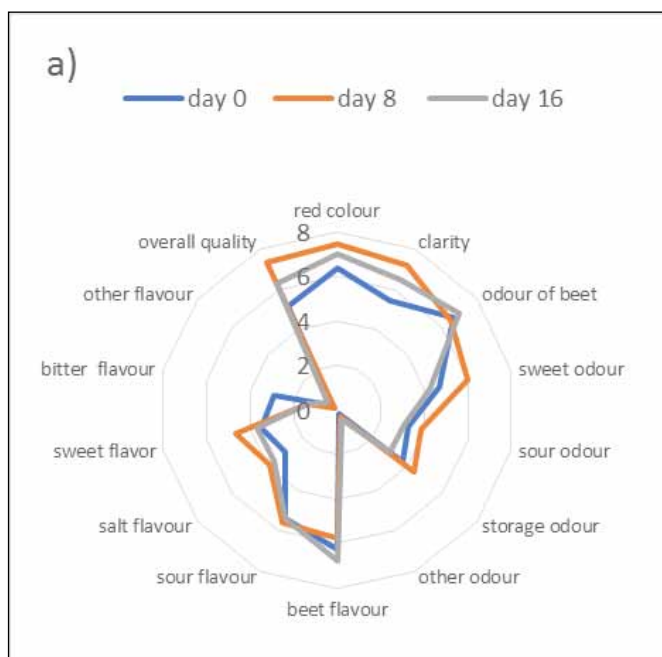 a)
day 0 day 8 day 16
red colour
overall quality clarity
8
other flavour odour of beet
6
4
bitter  flavour sweet odour
2
0
sweet flavor sour odour
salt flavour storage odour
sour flavour other odour
beet flavour